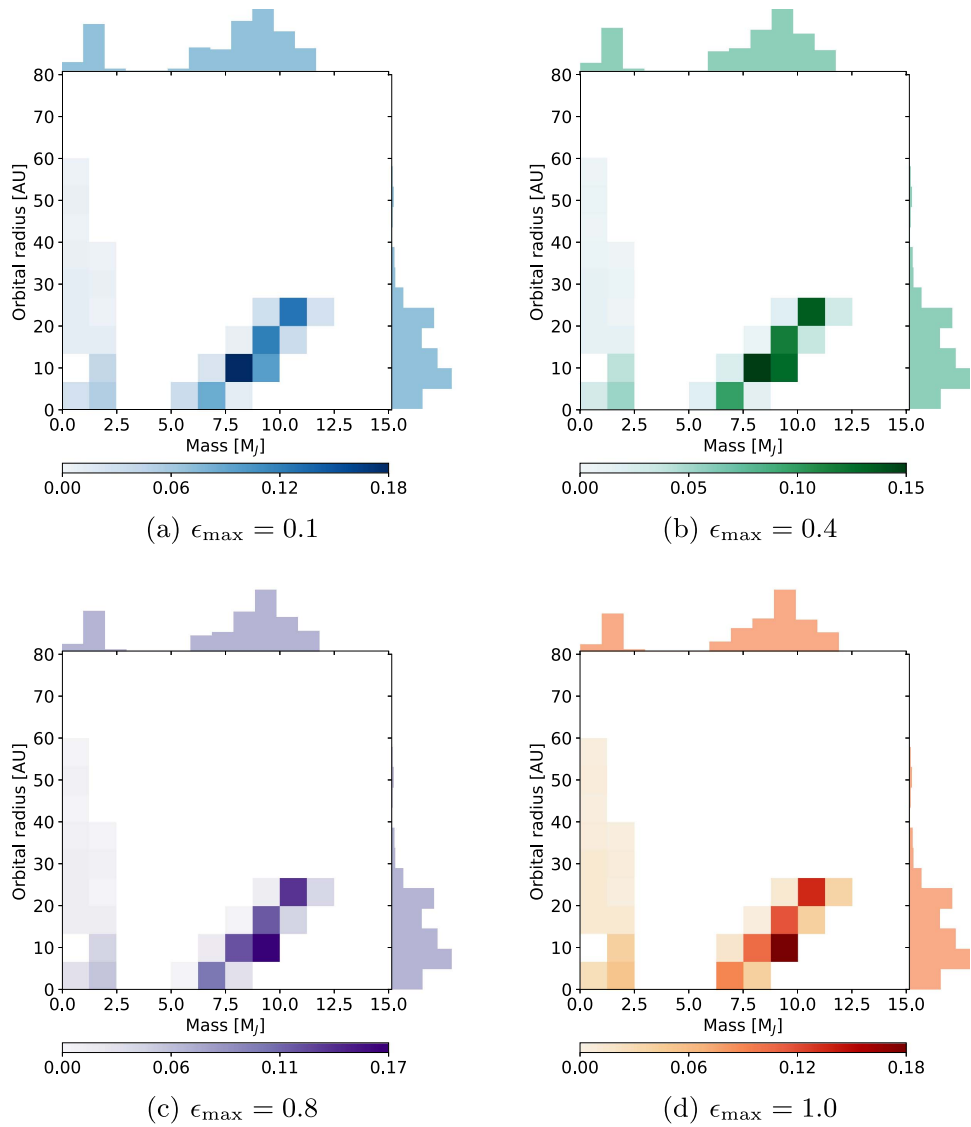 80
70
60
50
40
30
20
10
0
Orbital radius [AU]
0.0 2.5 5.0 7.5 10.0 12.5 15.0
Mass [M_J]
0.00 0.06 0.12 0.18
(a) ϵ_max = 0.1
80
70
60
50
40
30
20
10
0
Orbital radius [AU]
0.0 2.5 5.0 7.5 10.0 12.5 15.0
Mass [M_J]
0.00 0.05 0.10 0.15
(b) ϵ_max = 0.4
80
70
60
50
40
30
20
10
0
Orbital radius [AU]
0.0 2.5 5.0 7.5 10.0 12.5 15.0
Mass [M_J]
0.00 0.06 0.11 0.17
(c) ϵ_max = 0.8
80
70
60
50
40
30
20
10
0
Orbital radius [AU]
0.0 2.5 5.0 7.5 10.0 12.5 15.0
Mass [M_J]
0.00 0.06 0.12 0.18
(d) ϵ_max = 1.0